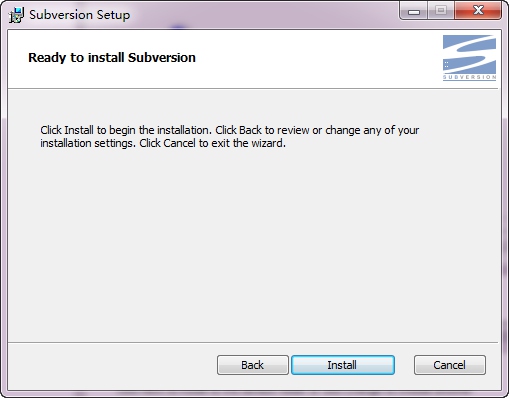 Subversion Setup
Ready to install Subversion
SUBVERSION
Click Install to begin the installation. Click Back to review or change any of your
installation settings. Click Cancel to exit the wizard.
Back
Install
Cancel